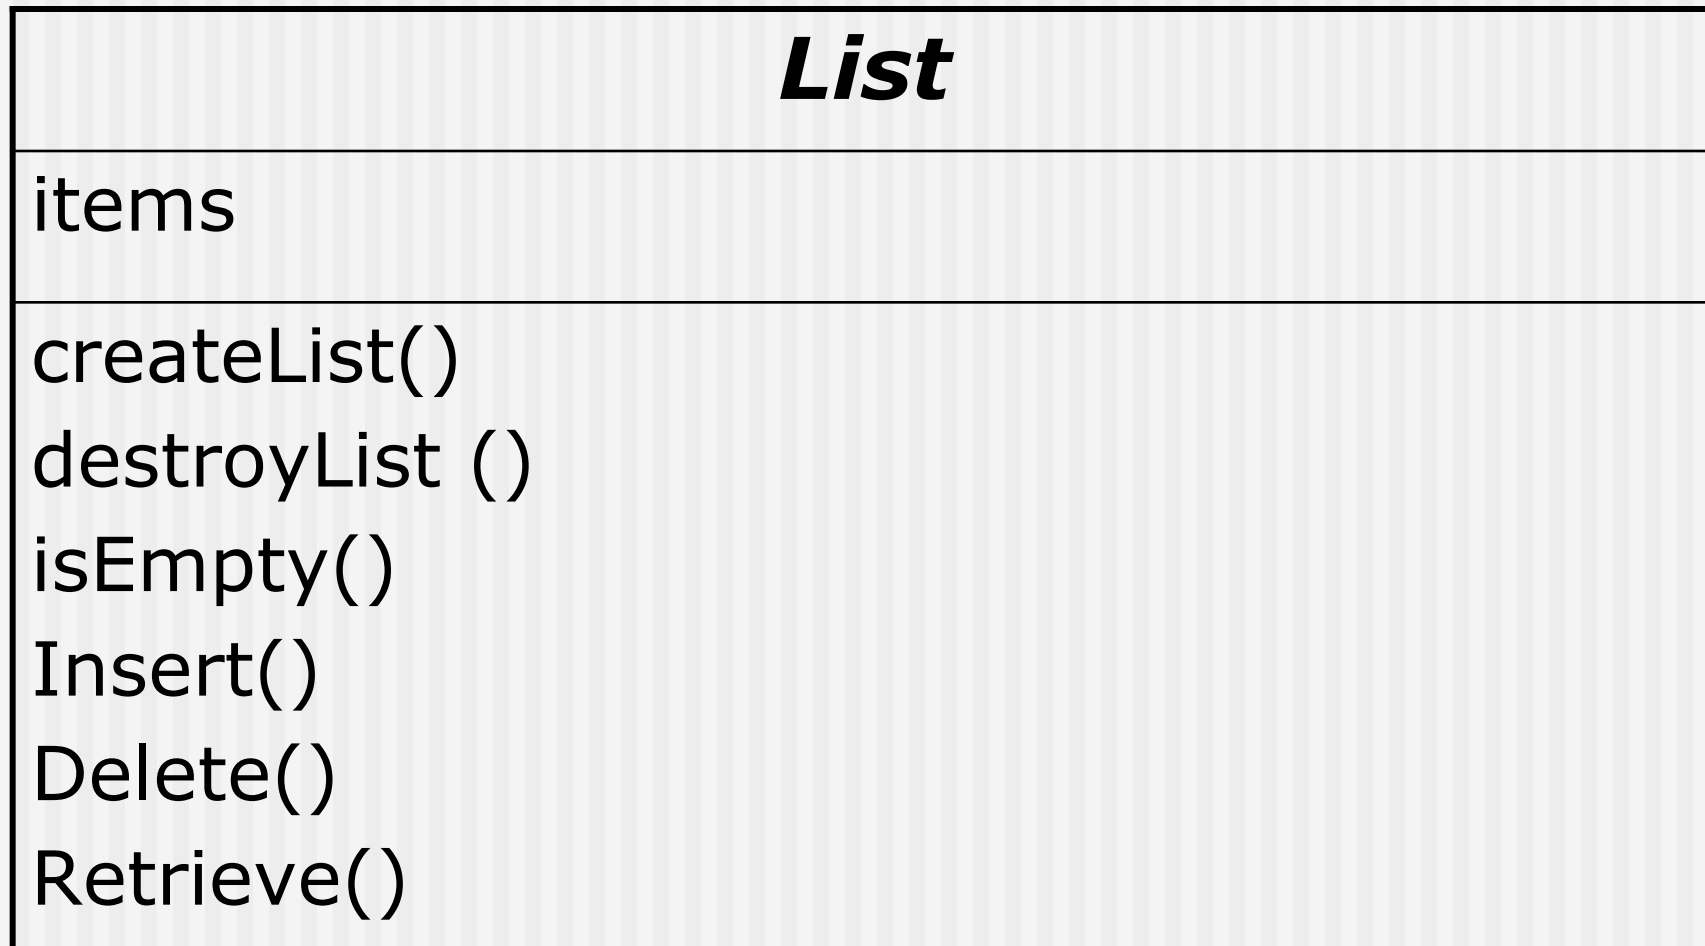 List
items
createList()
destroyList ()
isEmpty()
Insert()
Delete()
Retrieve()